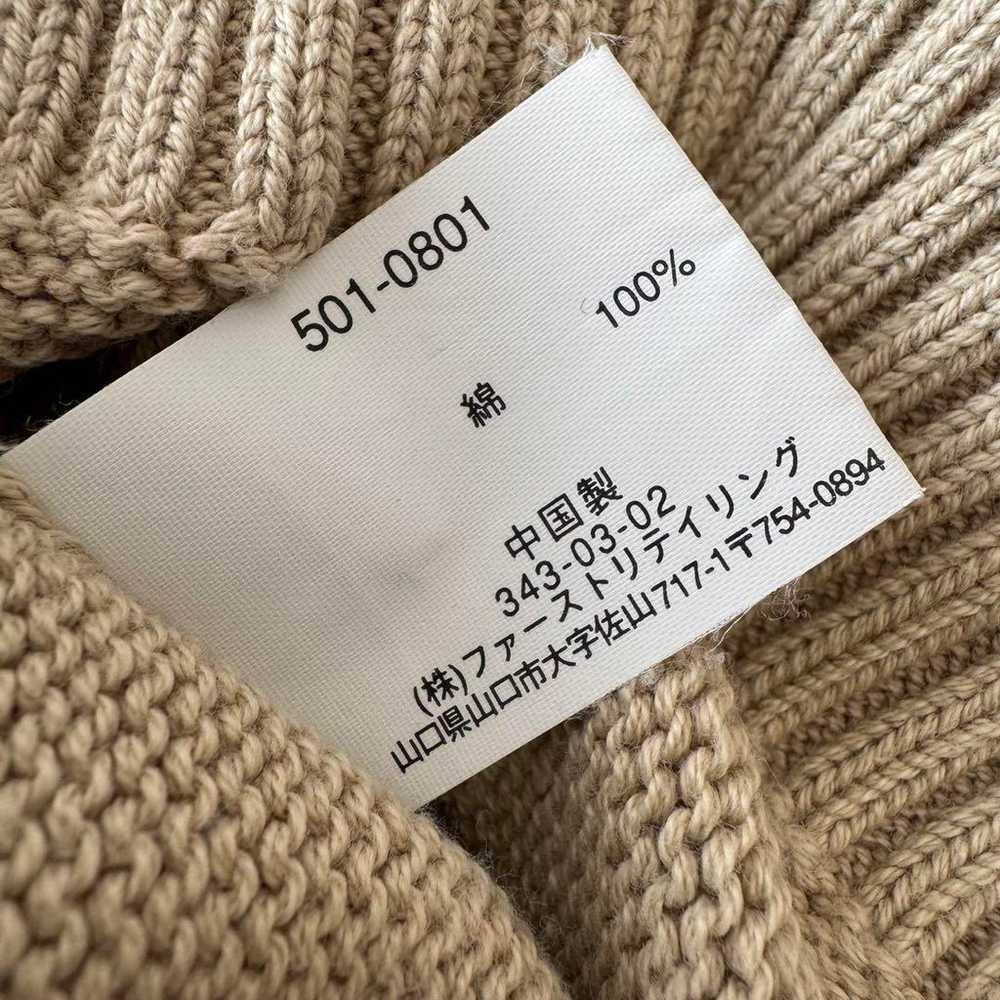 501-0801
綿 100%
中国製
343-03-02
(株)ファーストリテイリング
山口県山口市大字佐山717-1〒754-0894